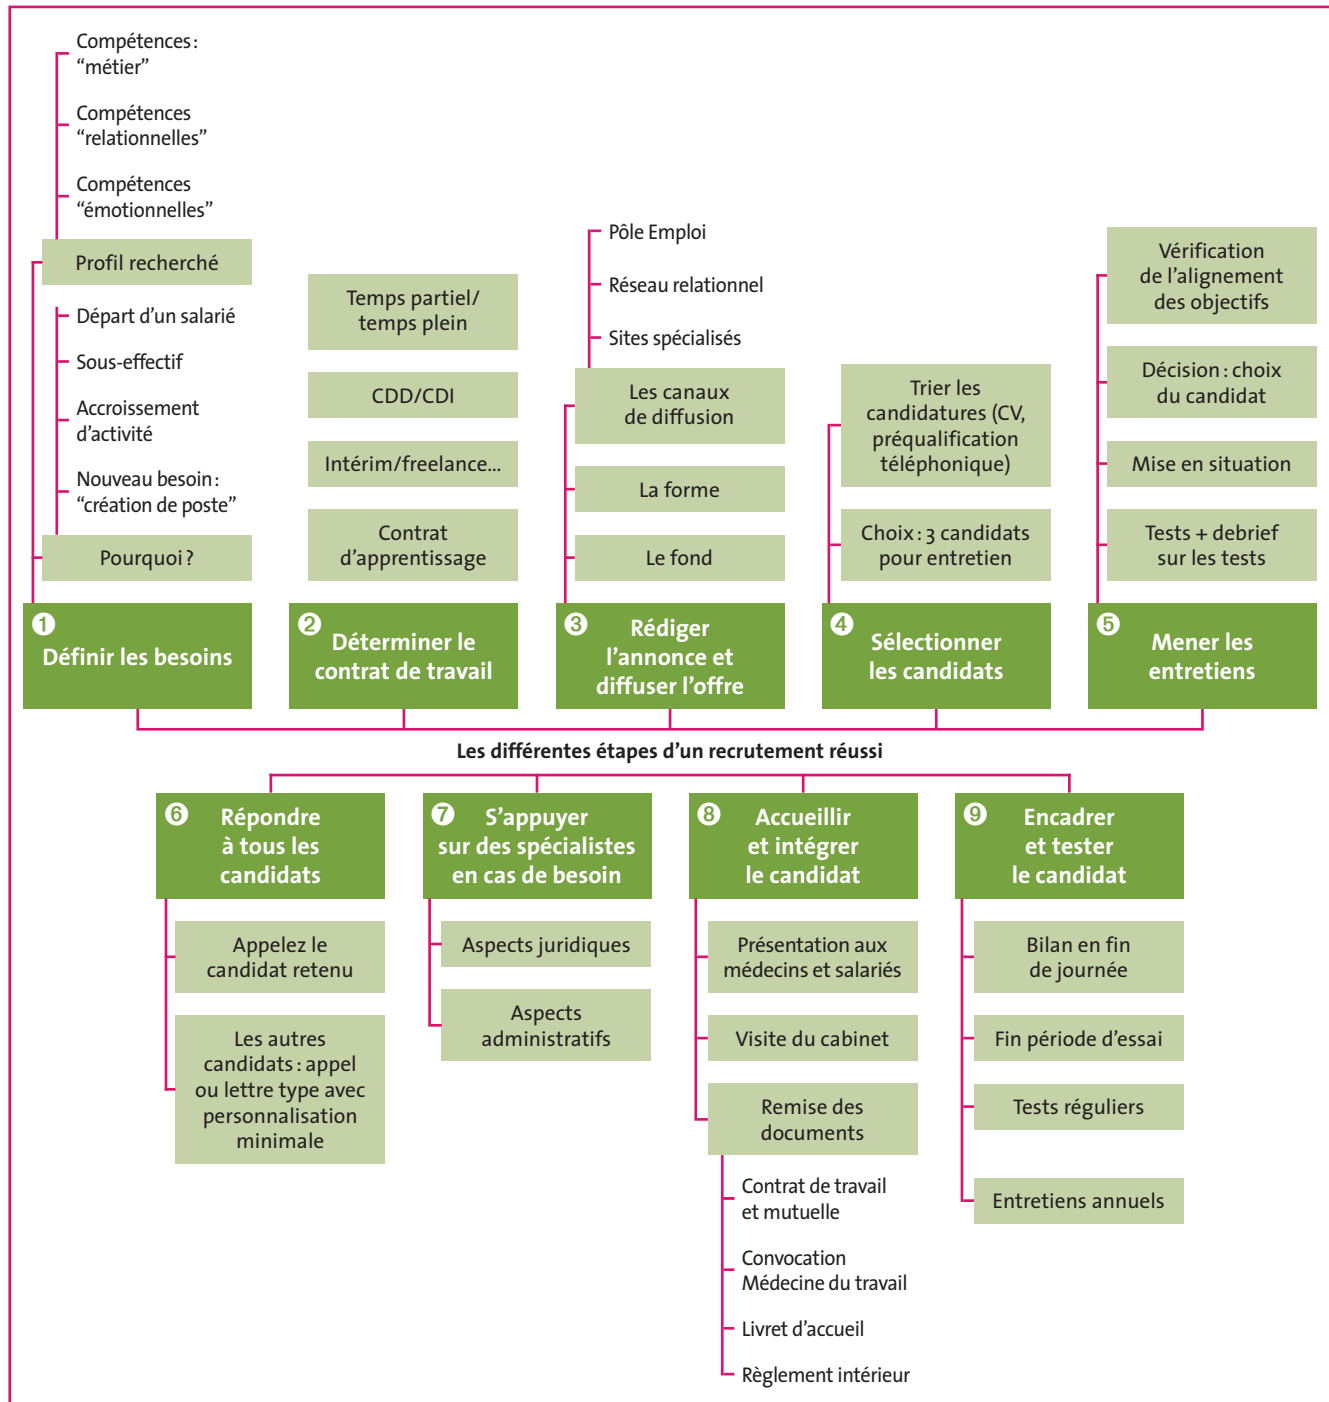 Compétences :
“métier”
Compétences
“relationnelles”
Compétences
“émotionnelles”
Profil recherché
Départ d’un salarié
Sous-effectif
Accroissement
d’activité
Nouveau besoin :
“création de poste”
Pourquoi ?
❶
Définir les besoins
Temps partiel/
temps plein
CDD/CDI
Intérim/freelance...
Contrat
d’apprentissage
❷
Déterminer le
contrat de travail
Pôle Emploi
Réseau relationnel
Sites spécialisés
Les canaux
de diffusion
La forme
Le fond
❸
Rédiger
l’annonce et
diffuser l’offre
Trier les
candidatures (CV,
préqualification
téléphonique)
Choix : 3 candidats
pour entretien
❹
Sélectionner
les candidats
Vérification
de l’alignement
des objectifs
Décision : choix
du candidat
Mise en situation
Tests + debrief
sur les tests
❺
Mener les
entretiens
Les différentes étapes d’un recrutement réussi
❻
Répondre
à tous les
candidats
Appelez le
candidat retenu
Les autres
candidats : appel
ou lettre type avec
personnalisation
minimale
❼
S’appuyer
sur des spécialistes
en cas de besoin
Aspects juridiques
Aspects
administratifs
❽
Accueillir
et intégrer
le candidat
Présentation aux
médecins et salariés
Visite du cabinet
Remise des
documents
Contrat de travail
et mutuelle
Convocation
Médecine du travail
Livret d’accueil
Règlement intérieur
❾
Encadrer
et tester
le candidat
Bilan en fin
de journée
Fin période d’essai
Tests réguliers
Entretiens annuels